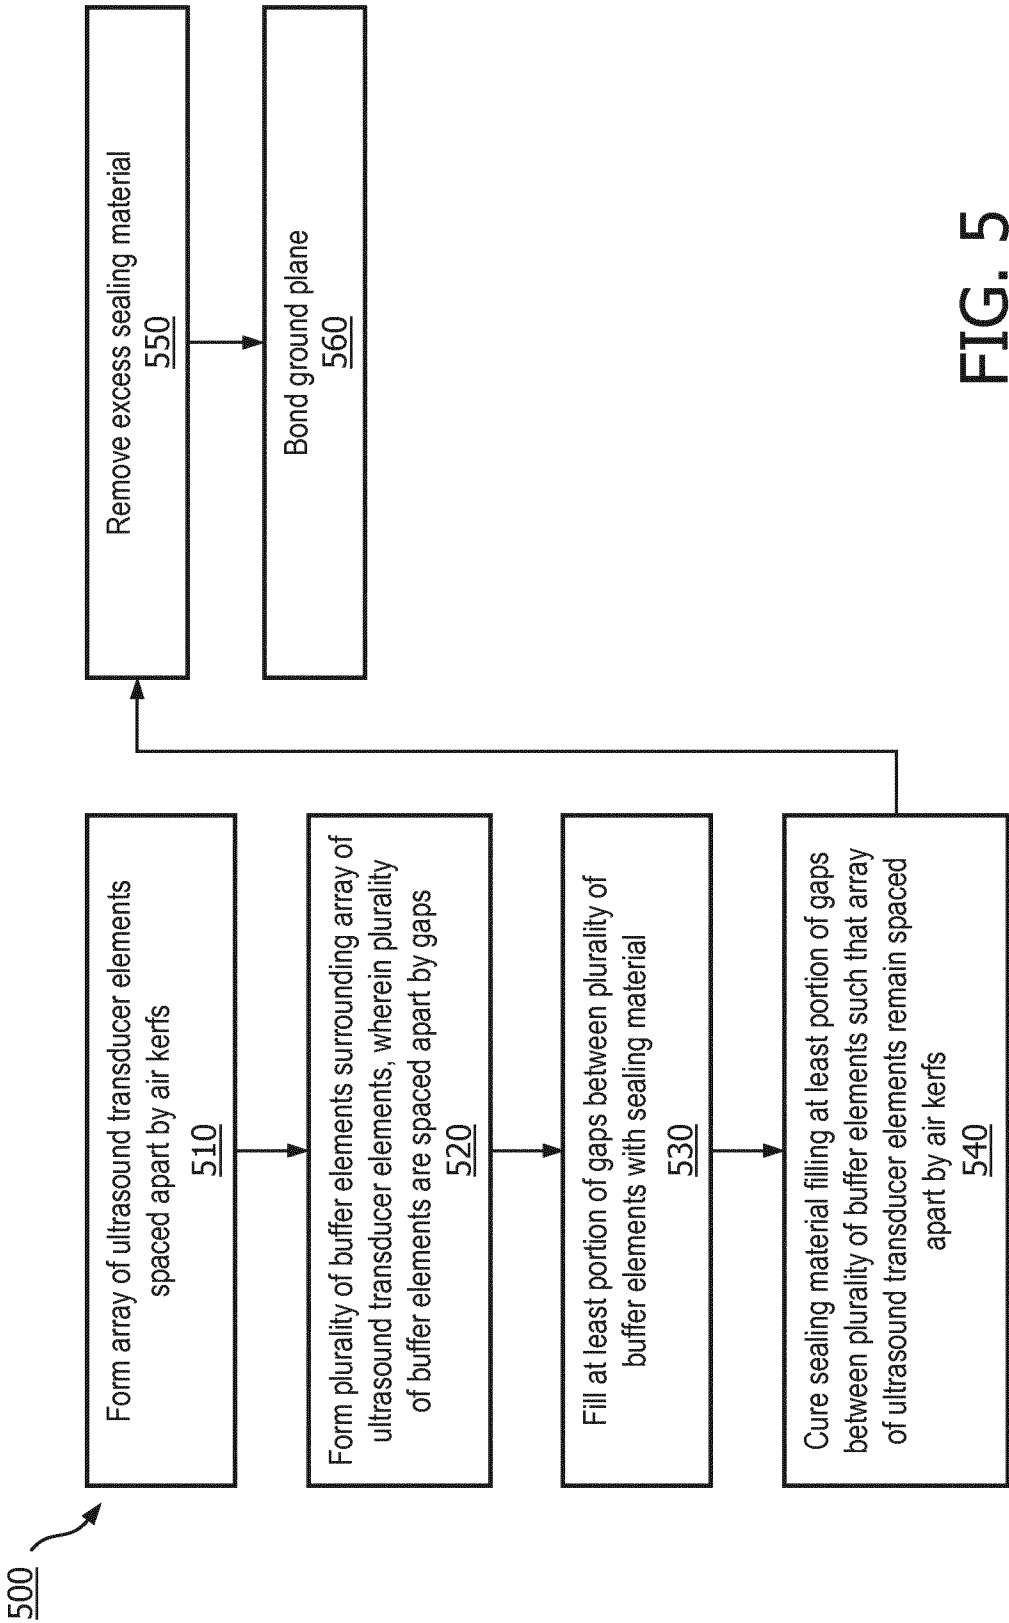 500
Form array of ultrasound transducer elements
spaced apart by air kerfs
510
Form plurality of buffer elements surrounding array of
ultrasound transducer elements, wherein plurality
of buffer elements are spaced apart by gaps
520
Fill at least portion of gaps between plurality of
buffer elements with sealing material
530
Cure sealing material filling at least portion of gaps
between plurality of buffer elements such that array
of ultrasound transducer elements remain spaced
apart by air kerfs
540
Remove excess sealing material
550
Bond ground plane
560
FIG. 5